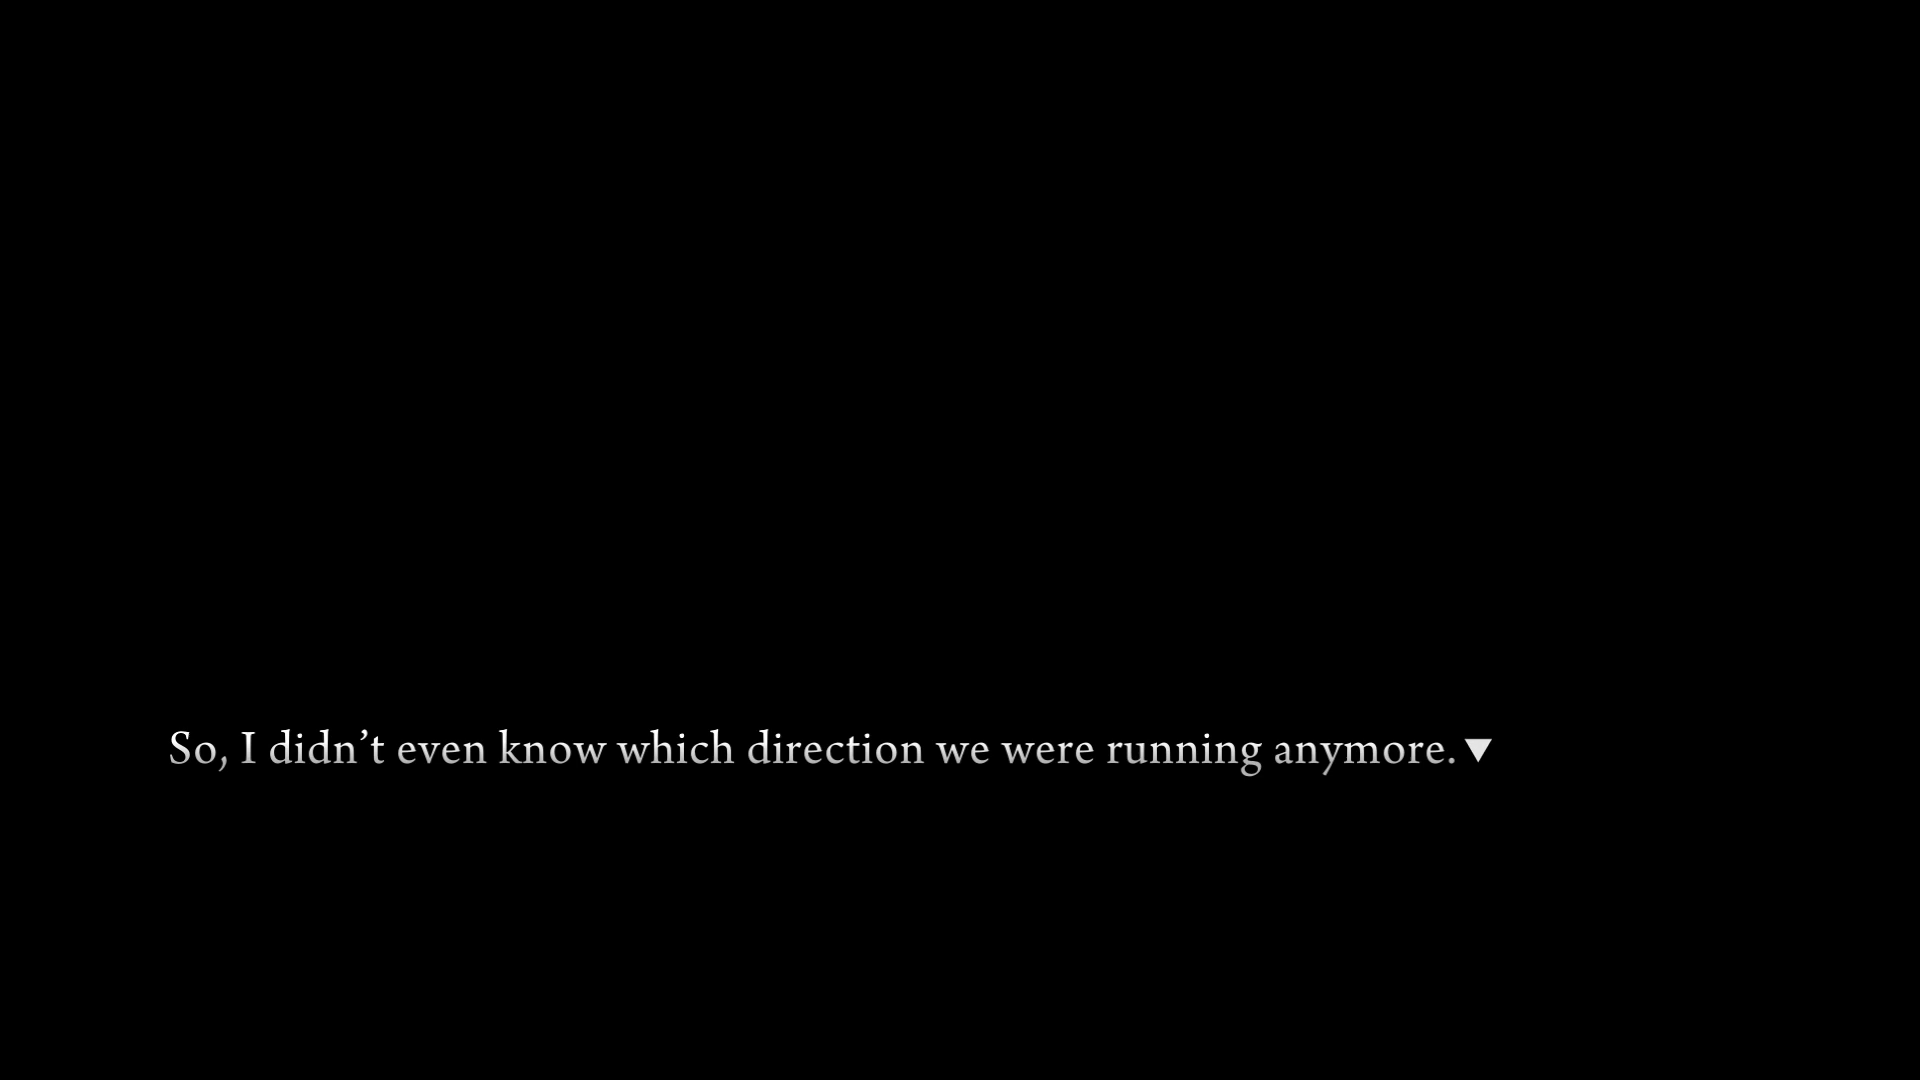 So, I didn’t even know which direction we were running anymore.